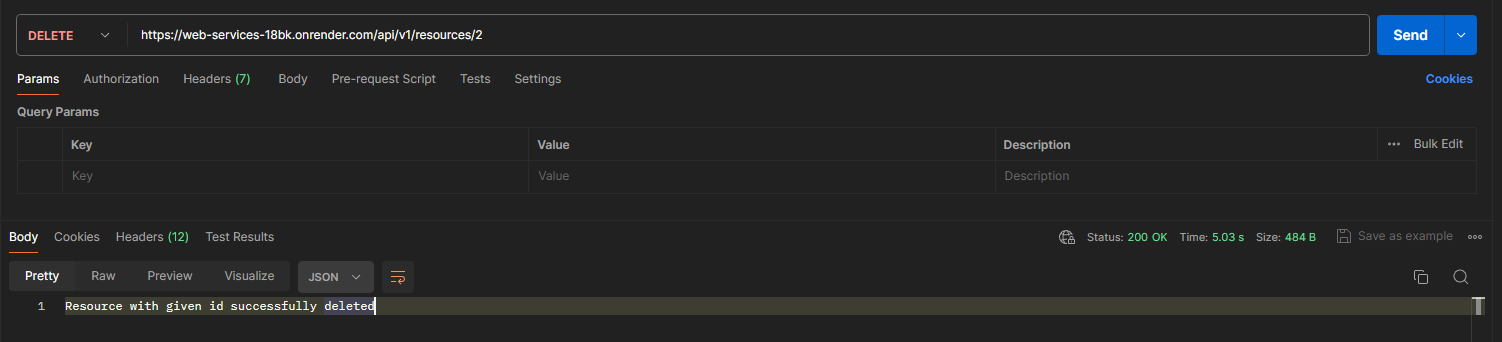 DELETE https://web-services-18bk.onrender.com/api/v1/resources/2 Send
Params Authorization Headers (7) Body Pre-request Script Tests Settings Cookies
Query Params
Key Value Description ••• Bulk Edit
Key Value Description
Body Cookies Headers (12) Test Results Status: 200 OK Time: 5.03 s Size: 484 B Save as example •••
Pretty Raw Preview Visualize JSON
1 Resource with given id successfully deleted